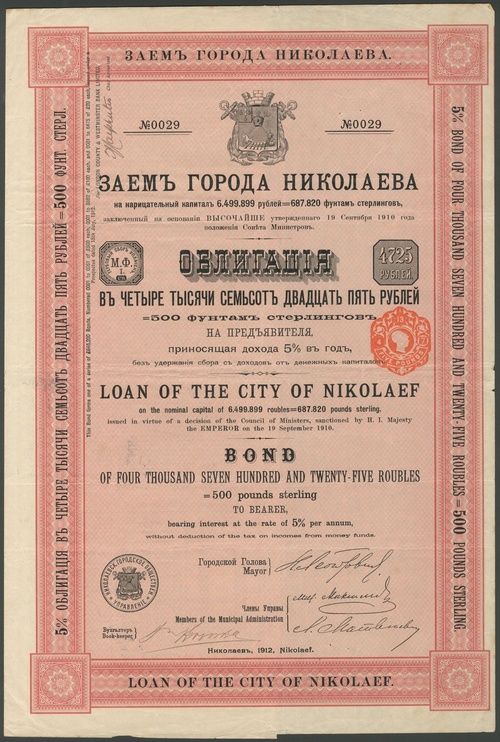 ЗАЕМЪ ГОРОДА НИКОЛАЕВА.
№0029
№0029
ЗАЕМЪ ГОРОДА НИКОЛАЕВА
на нарицательный капиталъ 6.499.899 рублей=687.820 фунтамъ стерлинговъ,
заключенный на основаніи ВЫСОЧАЙШЕ утвержденнаго 19 Сентября 1910 года
положенія Совѣта Министровъ.
М.Ф.
I.
ОБЛИГАЦІЯ
4725
РУБЛЕЙ.
ВЪ ЧЕТЫРЕ ТЫСЯЧИ СЕМЬСОТЪ ДВАДЦАТЬ ПЯТЬ РУБЛЕЙ
=500 ФУНТАМЪ СТЕРЛИНГОВЪ
НА ПРЕДЪЯВИТЕЛЯ,
приносящая дохода 5% въ годъ,
безъ удержанія сбора съ доходовъ отъ денежныхъ капиталовъ.
LOAN OF THE CITY OF NIKOLAEF
on the nominal capital of 6.499.899 roubles=687.820 pounds sterling,
issued in virtue of a decision of the Council of Ministers, sanctioned by H. I. Majesty
the EMPEROR on the 19 September 1910.
BOND
OF FOUR THOUSAND SEVEN HUNDRED AND TWENTY-FIVE ROUBLES
=500 pounds sterling
TO BEARER,
bearing interest at the rate of 5% per annum,
without deduction of the tax on incomes from money funds.
Городской Голова
Mayor
НИКОЛАЕВСКОЕ ГОРОДСКОЕ ОБЩЕСТВЕННОЕ
УПРАВЛЕНІЕ
Члены Управы
Members of the Municipal Administration
Бухгалтеръ
Book-keeper
Николаевъ, 1912, Nikolaef.
LOAN OF THE CITY OF NIKOLAEF.
5% ОБЛИГАЦІЯ ВЪ ЧЕТЫРЕ ТЫСЯЧИ СЕМЬСОТЪ ДВАДЦАТЬ ПЯТЬ РУБЛЕЙ=500 ФУНТ. СТЕРЛ.
5% BOND OF FOUR THOUSAND SEVEN HUNDRED AND TWENTY-FIVE ROUBLES=500 POUNDS STERLING.